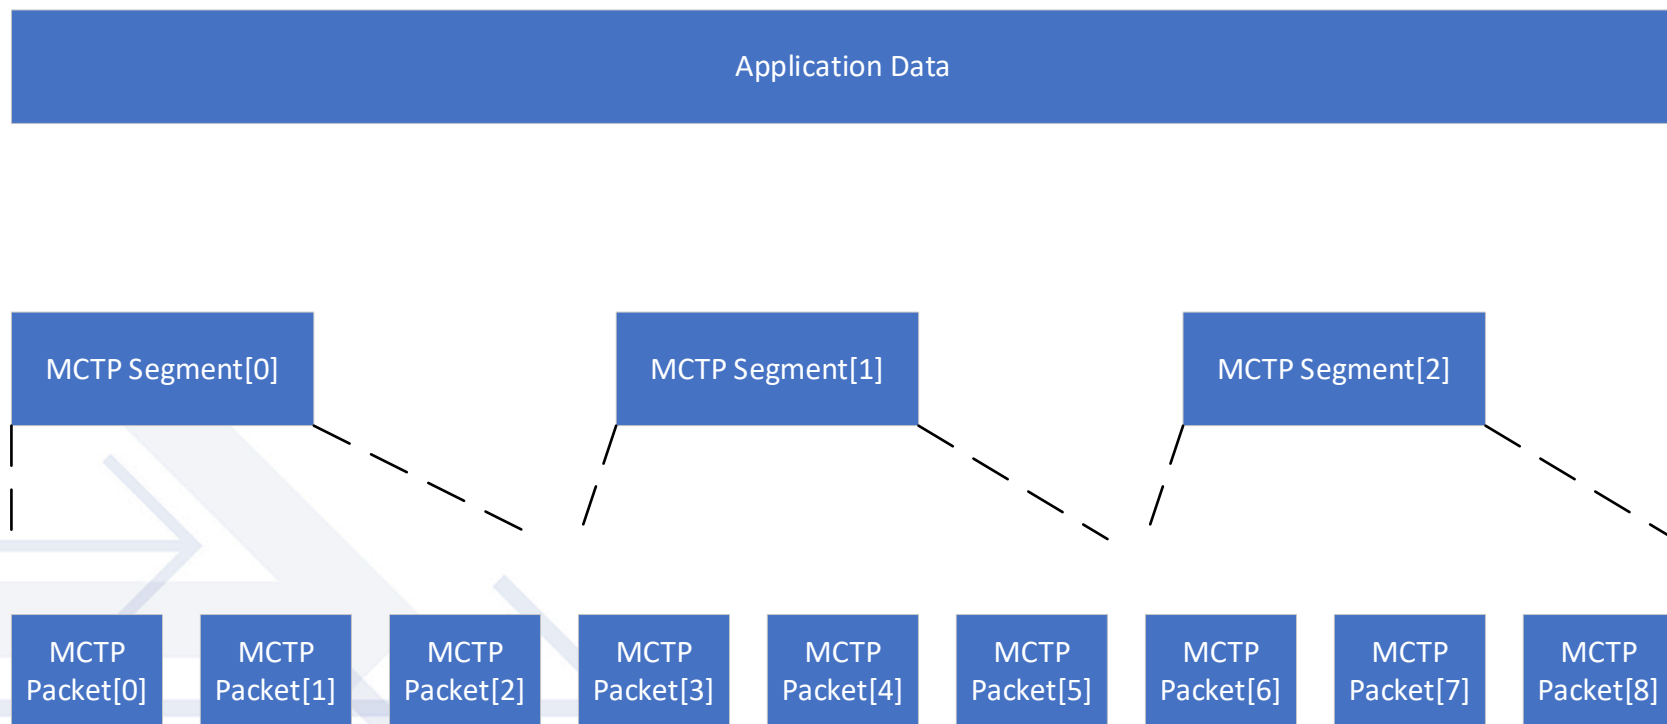 Application Data
MCTP Segment[0]
MCTP Segment[1]
MCTP Segment[2]
MCTP
Packet[0]
MCTP
Packet[1]
MCTP
Packet[2]
MCTP
Packet[3]
MCTP
Packet[4]
MCTP
Packet[5]
MCTP
Packet[6]
MCTP
Packet[7]
MCTP
Packet[8]